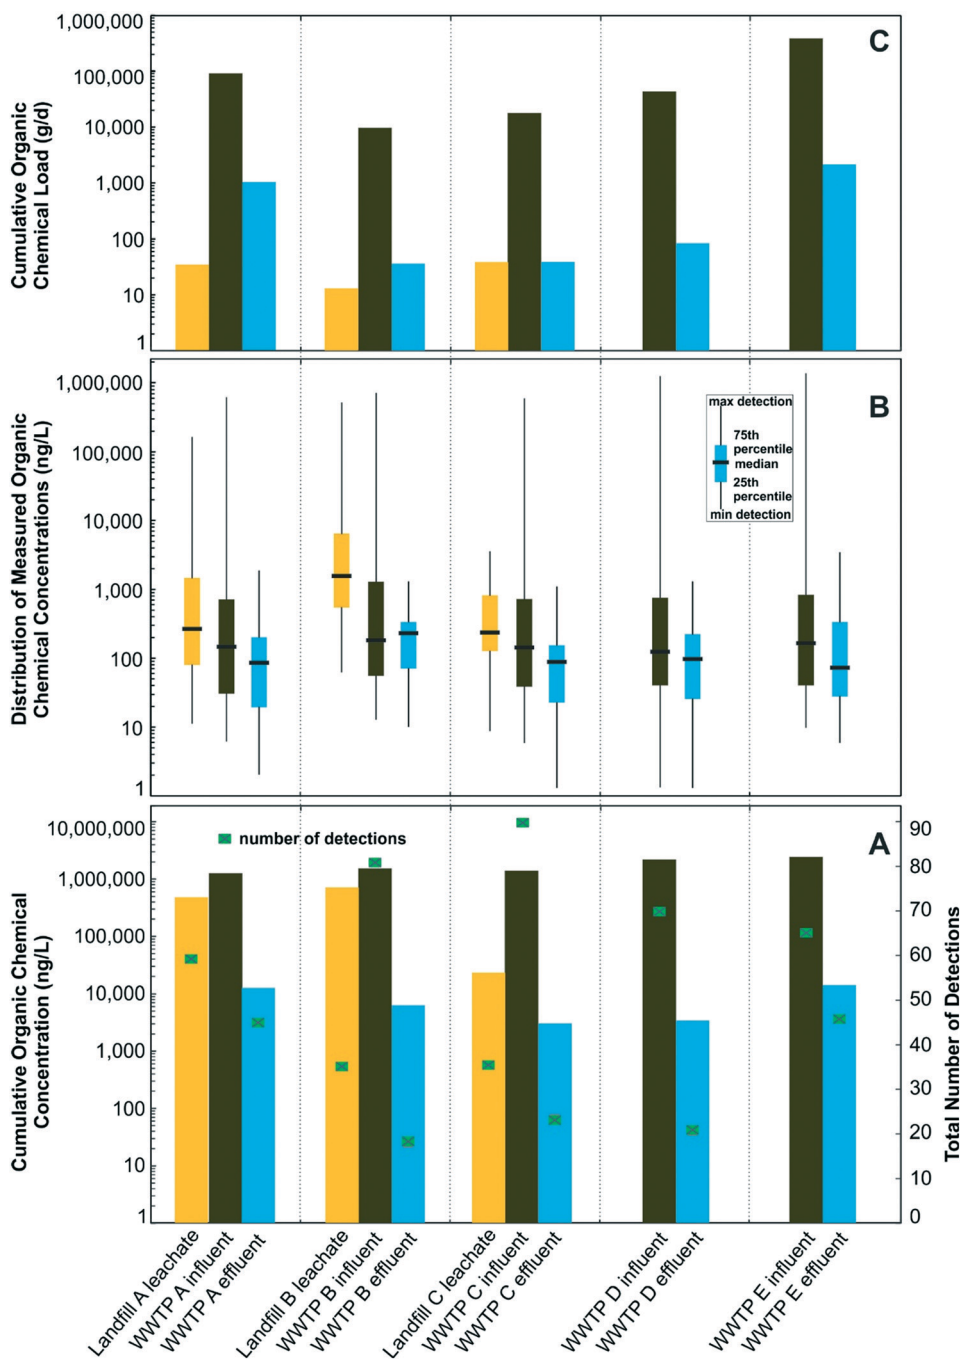 C
Cumulative Organic
Chemical Load (g/d)
1,000,000
100,000
10,000
1,000
100
10
1
B
Distribution of Measured Organic
Chemical Concentrations (ng/L)
1,000,000
100,000
10,000
1,000
100
10
1
max detection
75th
percentile
median
25th
percentile
min detection
A
Cumulative Organic Chemical
Concentration (ng/L)
10,000,000
1,000,000
100,000
10,000
1,000
100
10
1
number of detections
90
80
70
60
50
40
30
20
10
0
Total Number of Detections
Landfill A leachate
WWTP A influent
WWTP A effluent
Landfill B leachate
WWTP B influent
WWTP B effluent
Landfill C leachate
WWTP C influent
WWTP C effluent
WWTP D influent
WWTP D effluent
WWTP E influent
WWTP E effluent